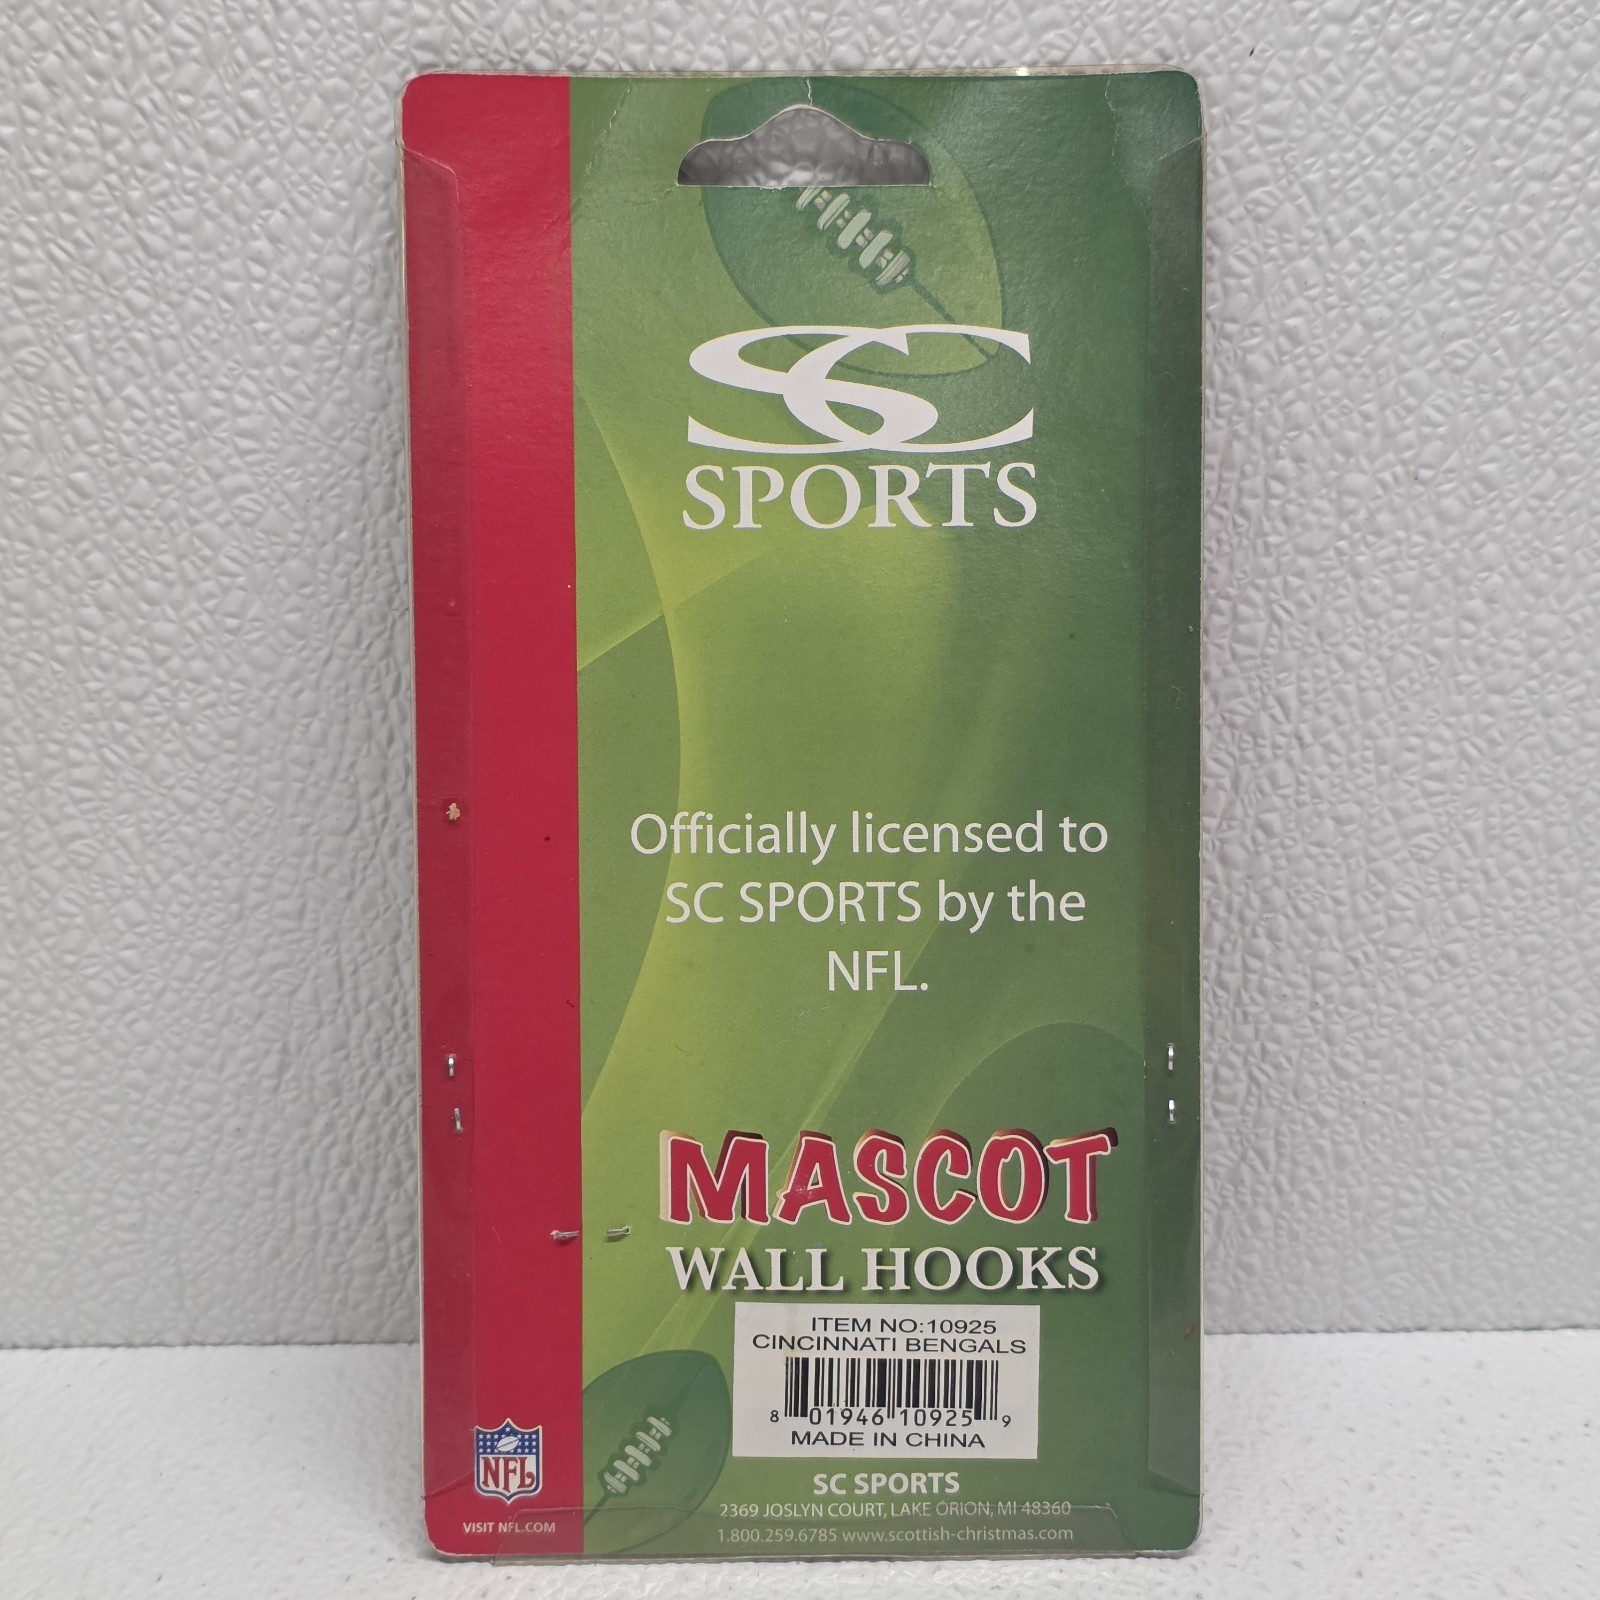 SC
SPORTS
Officially licensed to
SC SPORTS by the
NFL.
MASCOT
WALL HOOKS
ITEM NO:10925
CINCINNATI BENGALS
8 01946 10925 9
MADE IN CHINA
SC SPORTS
2369 JOSLYN COURT, LAKE ORION, MI 48360
1.800.259.6785 www.scottish-christmas.com
NFL
VISIT NFL.COM